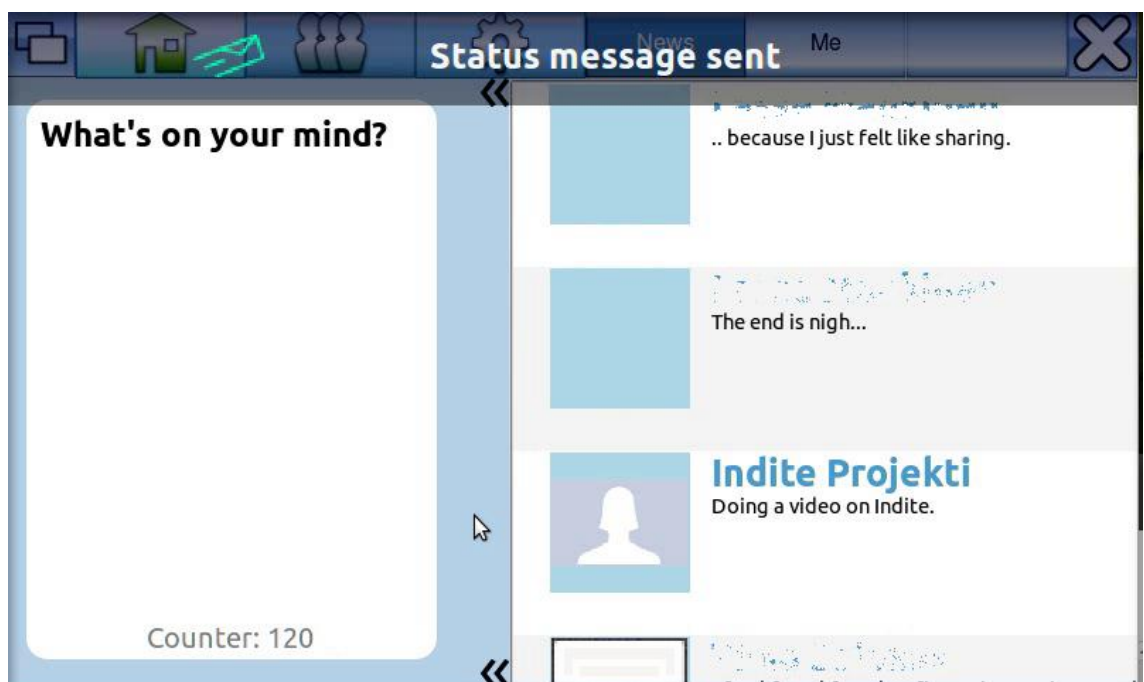 News
Me
Status message sent
What's on your mind?
.. because I just felt like sharing.
The end is nigh...
Indite Projekti
Doing a video on Indite.
Counter: 120